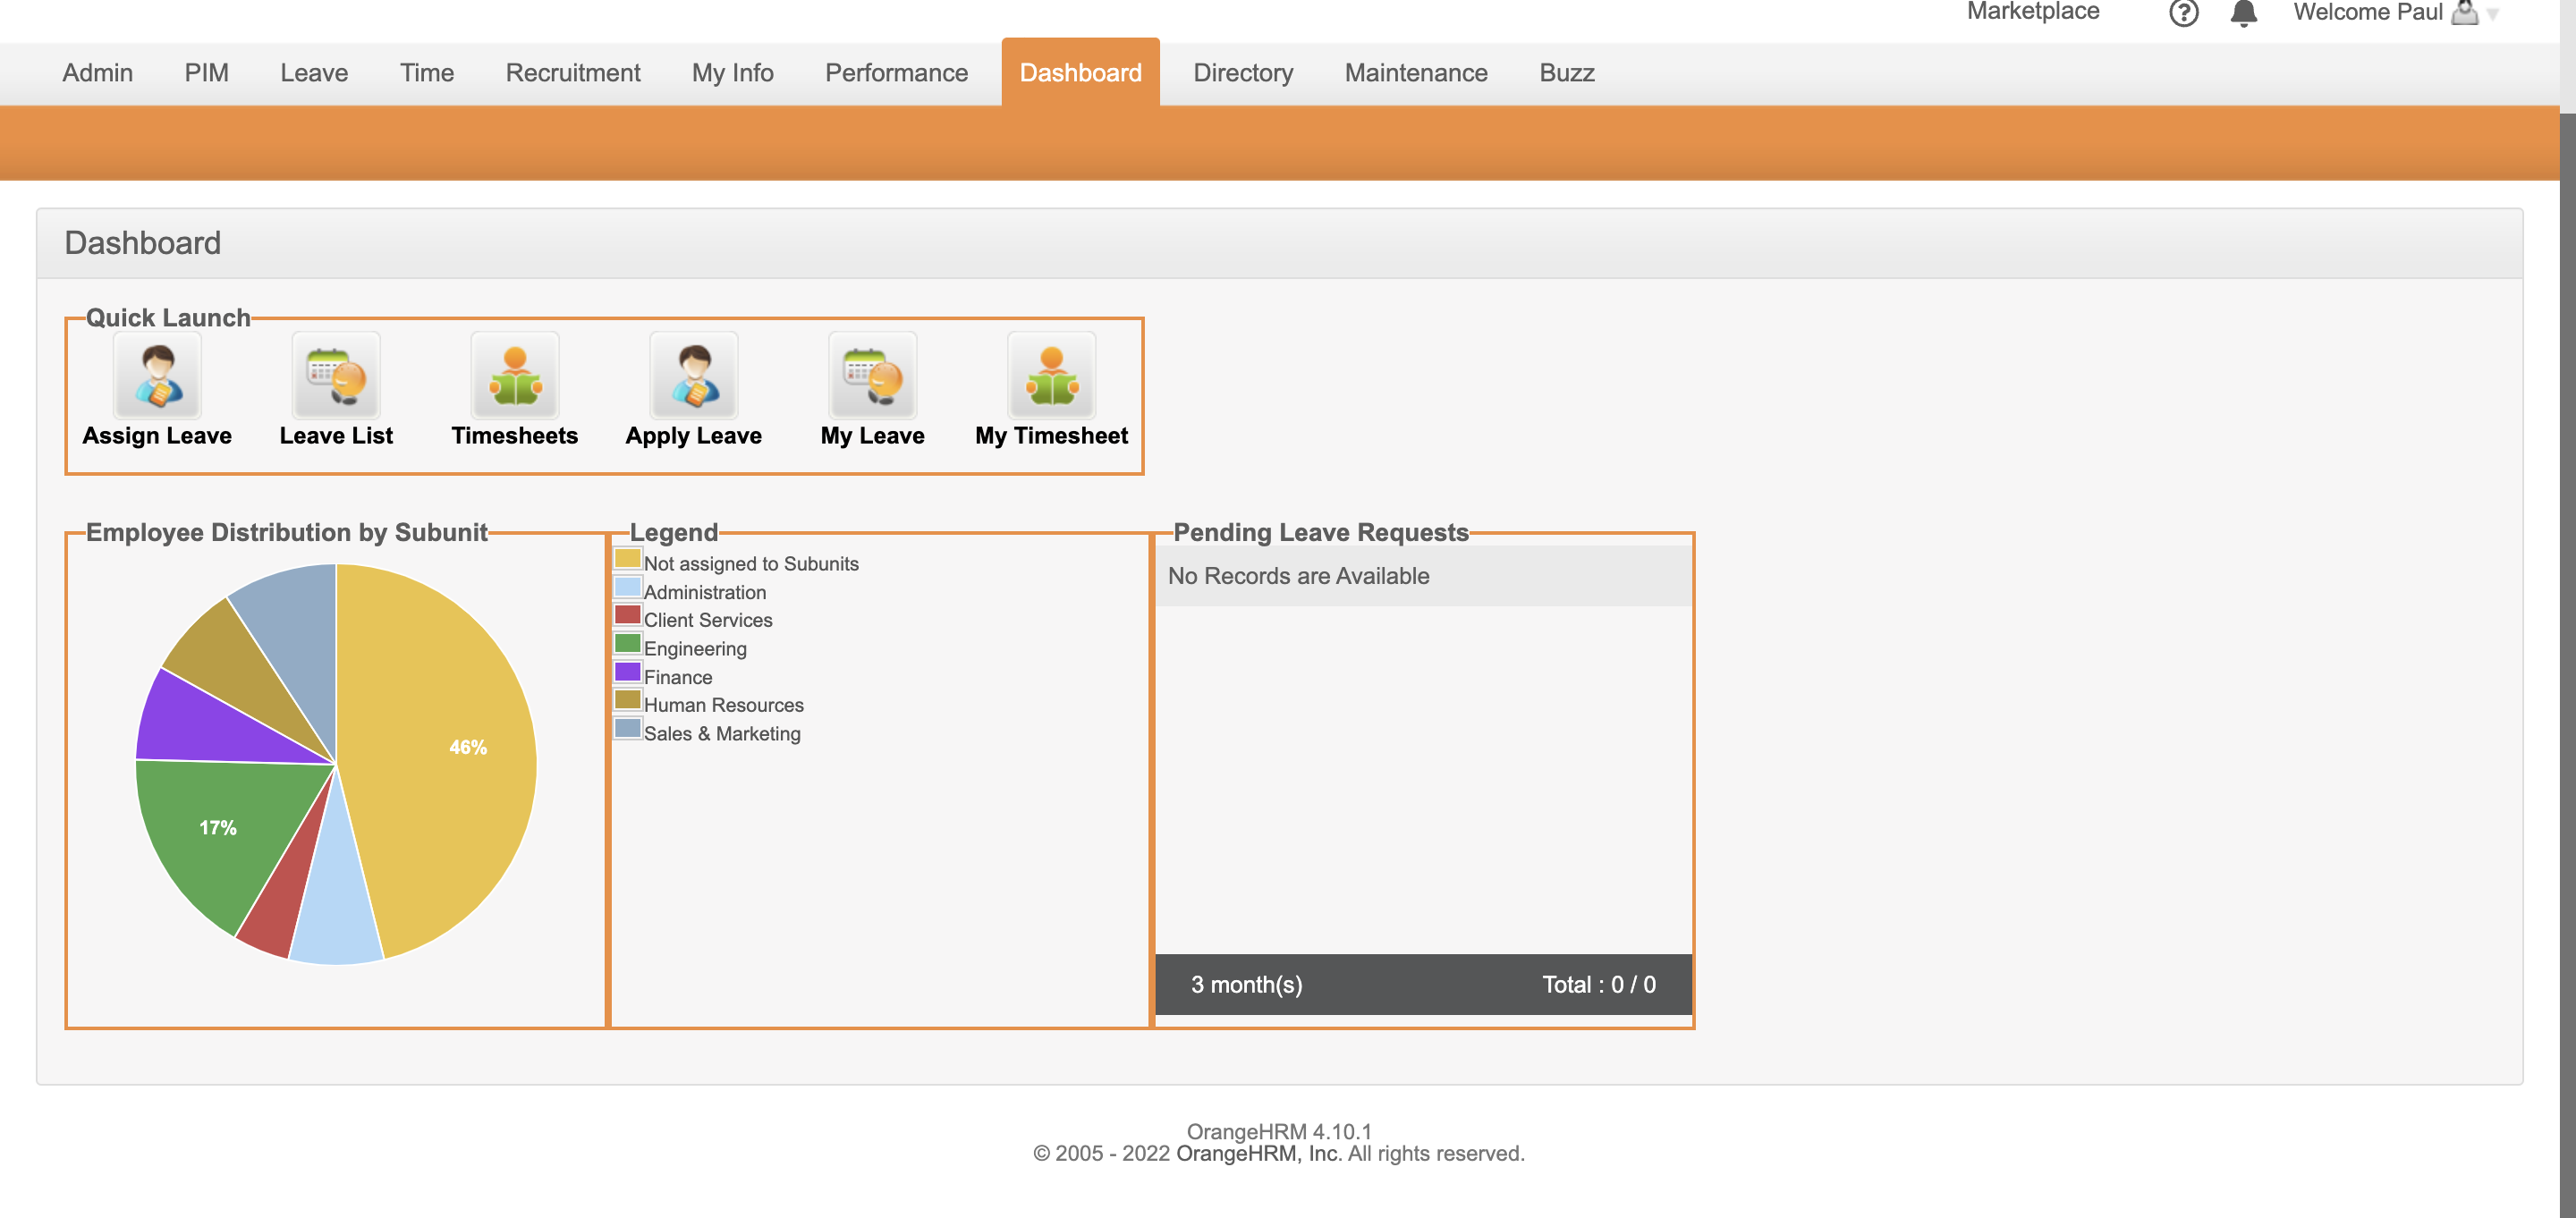 Marketplace
Welcome Paul
Admin PIM Leave Time Recruitment My Info Performance Dashboard Directory Maintenance Buzz
Dashboard
Quick Launch
Assign Leave Leave List Timesheets Apply Leave My Leave My Timesheet
Employee Distribution by Subunit
46%
17%
Legend
Not assigned to Subunits
Administration
Client Services
Engineering
Finance
Human Resources
Sales & Marketing
Pending Leave Requests
No Records are Available
3 month(s) Total : 0 / 0
OrangeHRM 4.10.1
© 2005 - 2022 OrangeHRM, Inc. All rights reserved.